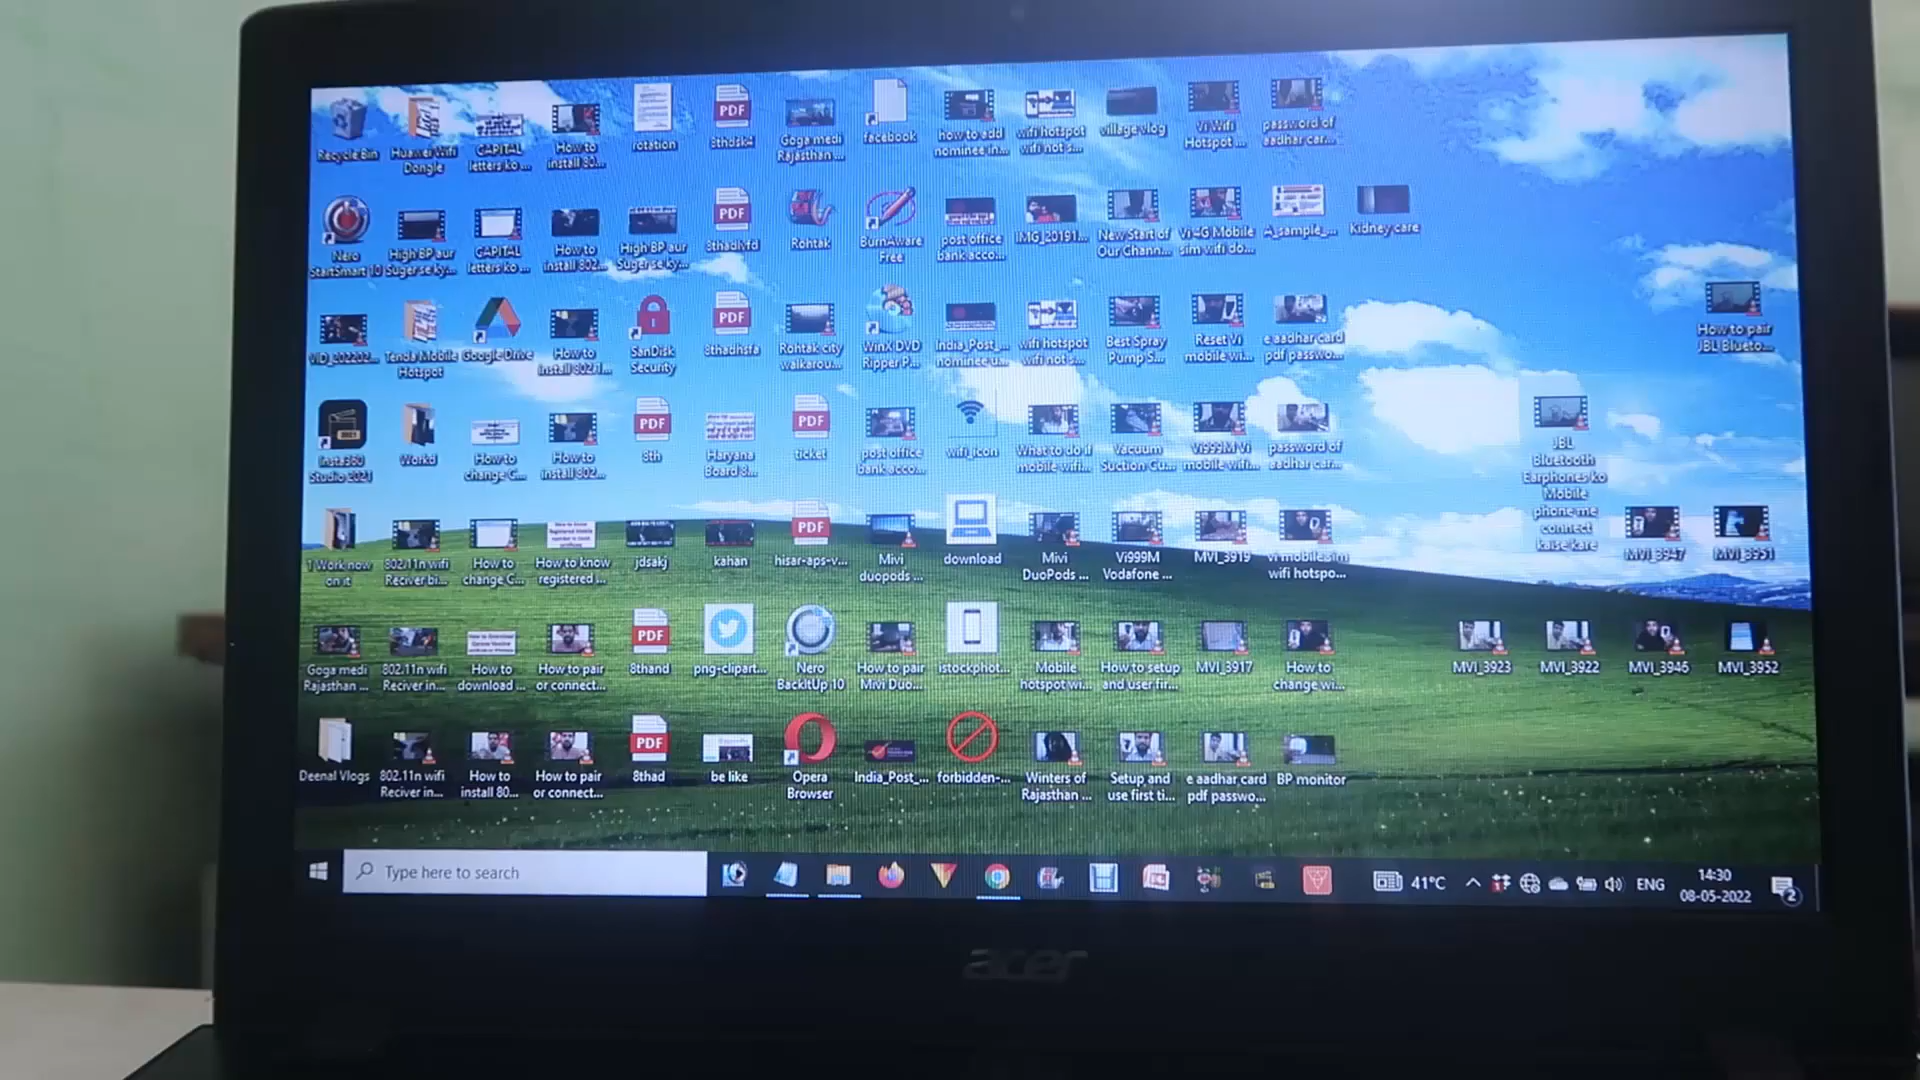 Recycle Bin
Huawei Wifi
Dongle
CAPITAL
letters ko ...
How to
install 80...
rotation
8thdsk4
Goga medi
Rajasthan ...
facebook
how to add
nominee in...
wifi hotspot
wifi not s...
village vlog
Vi Wifi
Hotspot ...
password of
aadhar car...
Nero
StartSmart 10
High BP aur
Suger se ky...
CAPITAL
letters ko ...
How to
install 802...
High BP aur
Suger se ky...
Rohtak
BurnAware
Free
post office
bank acco...
IMG_20191...
New Start of
Our Chann...
Vi 4G Mobile
sim wifi do...
A_sample_...
Kidney care
VID_202202...
Tenda Mobile
Hotspot
Google Drive
How to
install 802.1...
SanDisk
Security
8thadhsfa
Rohtak city
walkarou...
WinX DVD
Ripper P...
India_Post_...
nominee u...
wifi hotspot
wifi not s...
Best Spray
Pump S...
Reset Vi
mobile wi...
e aadhar card
pdf passwo...
How to pair
JBL Blueto...
Insta360
Studio 2021
Workd
How to
change C...
How to
install 802...
8th
Haryana
Board 8...
ticket
post office
bank acco...
wifi_icon
What to do if
mobile wifi...
Vacuum
Suction Cu...
Vi999M Vi
mobile wifi...
password of
aadhar car...
JBL
Bluetooth
Earphones ko
Mobile
phone me
connect
kaise kare
1 Work now
on it
802.11n wifi
Reciver bi...
How to
change C...
How to know
registered ...
jdsakj
kahan
hisar-aps-v...
Mivi
duopods ...
download
Mivi
DuoPods ...
Vi999M
Vodafone ...
MVI_3919
vi mobile sim
wifi hotspo...
MVI_3947
MVI_3951
Goga medi
Rajasthan ...
802.11n wifi
Reciver in...
How to
download ...
How to pair
or connect...
8thand
png-clipart...
Nero
BackItUp 10
How to pair
Mivi Duo...
istockphot...
Mobile
hotspot wi...
How to setup
and user fir...
MVI_3917
How to
change wi...
MVI_3923
MVI_3922
MVI_3946
MVI_3952
Deenal Vlogs
802.11n wifi
Reciver in...
How to
install 80...
How to pair
or connect...
8thad
be like
Opera
Browser
India_Post_...
forbidden-...
Winters of
Rajasthan ...
Setup and
use first ti...
e aadhar card
pdf passwo...
BP monitor
Type here to search
41°C
ENG
14:30
08-05-2022
2
acer